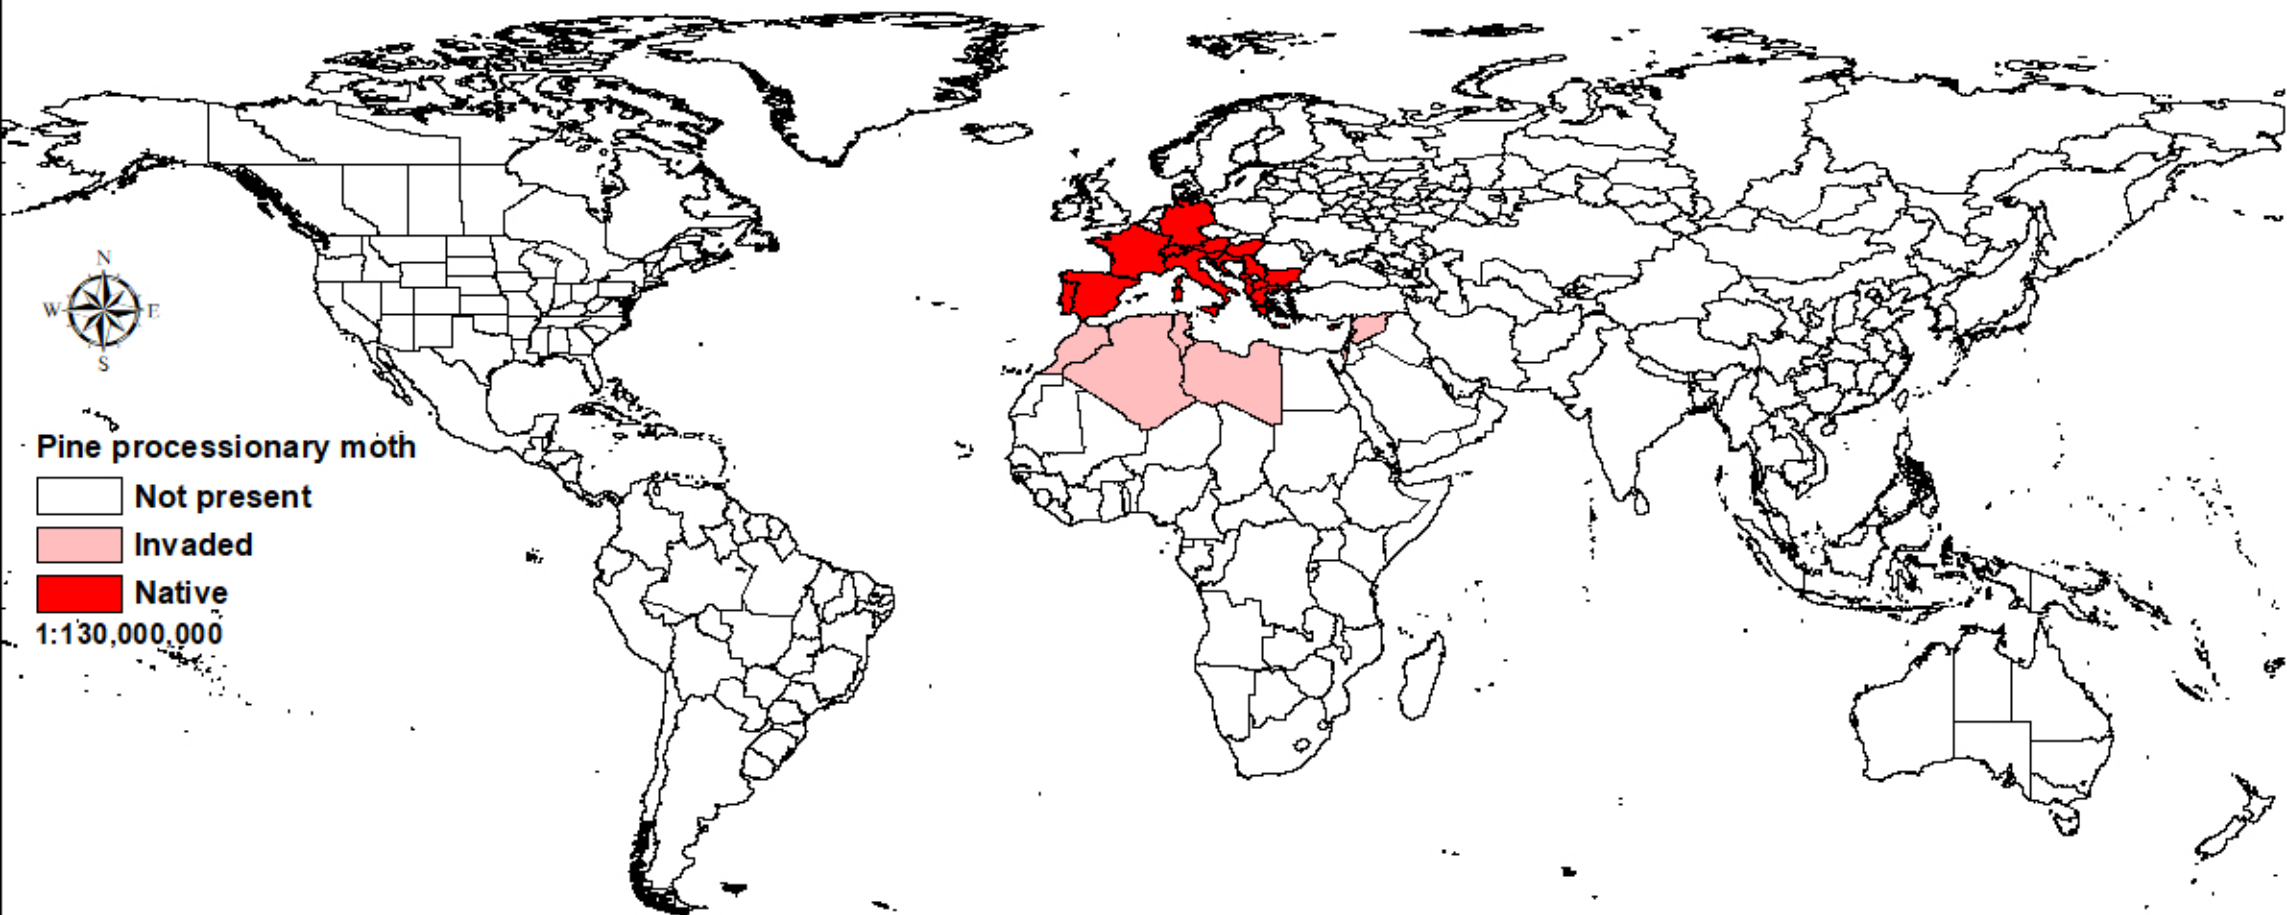 N
W E
S
Pine processionary moth
Not present
Invaded
Native
1:130,000,000